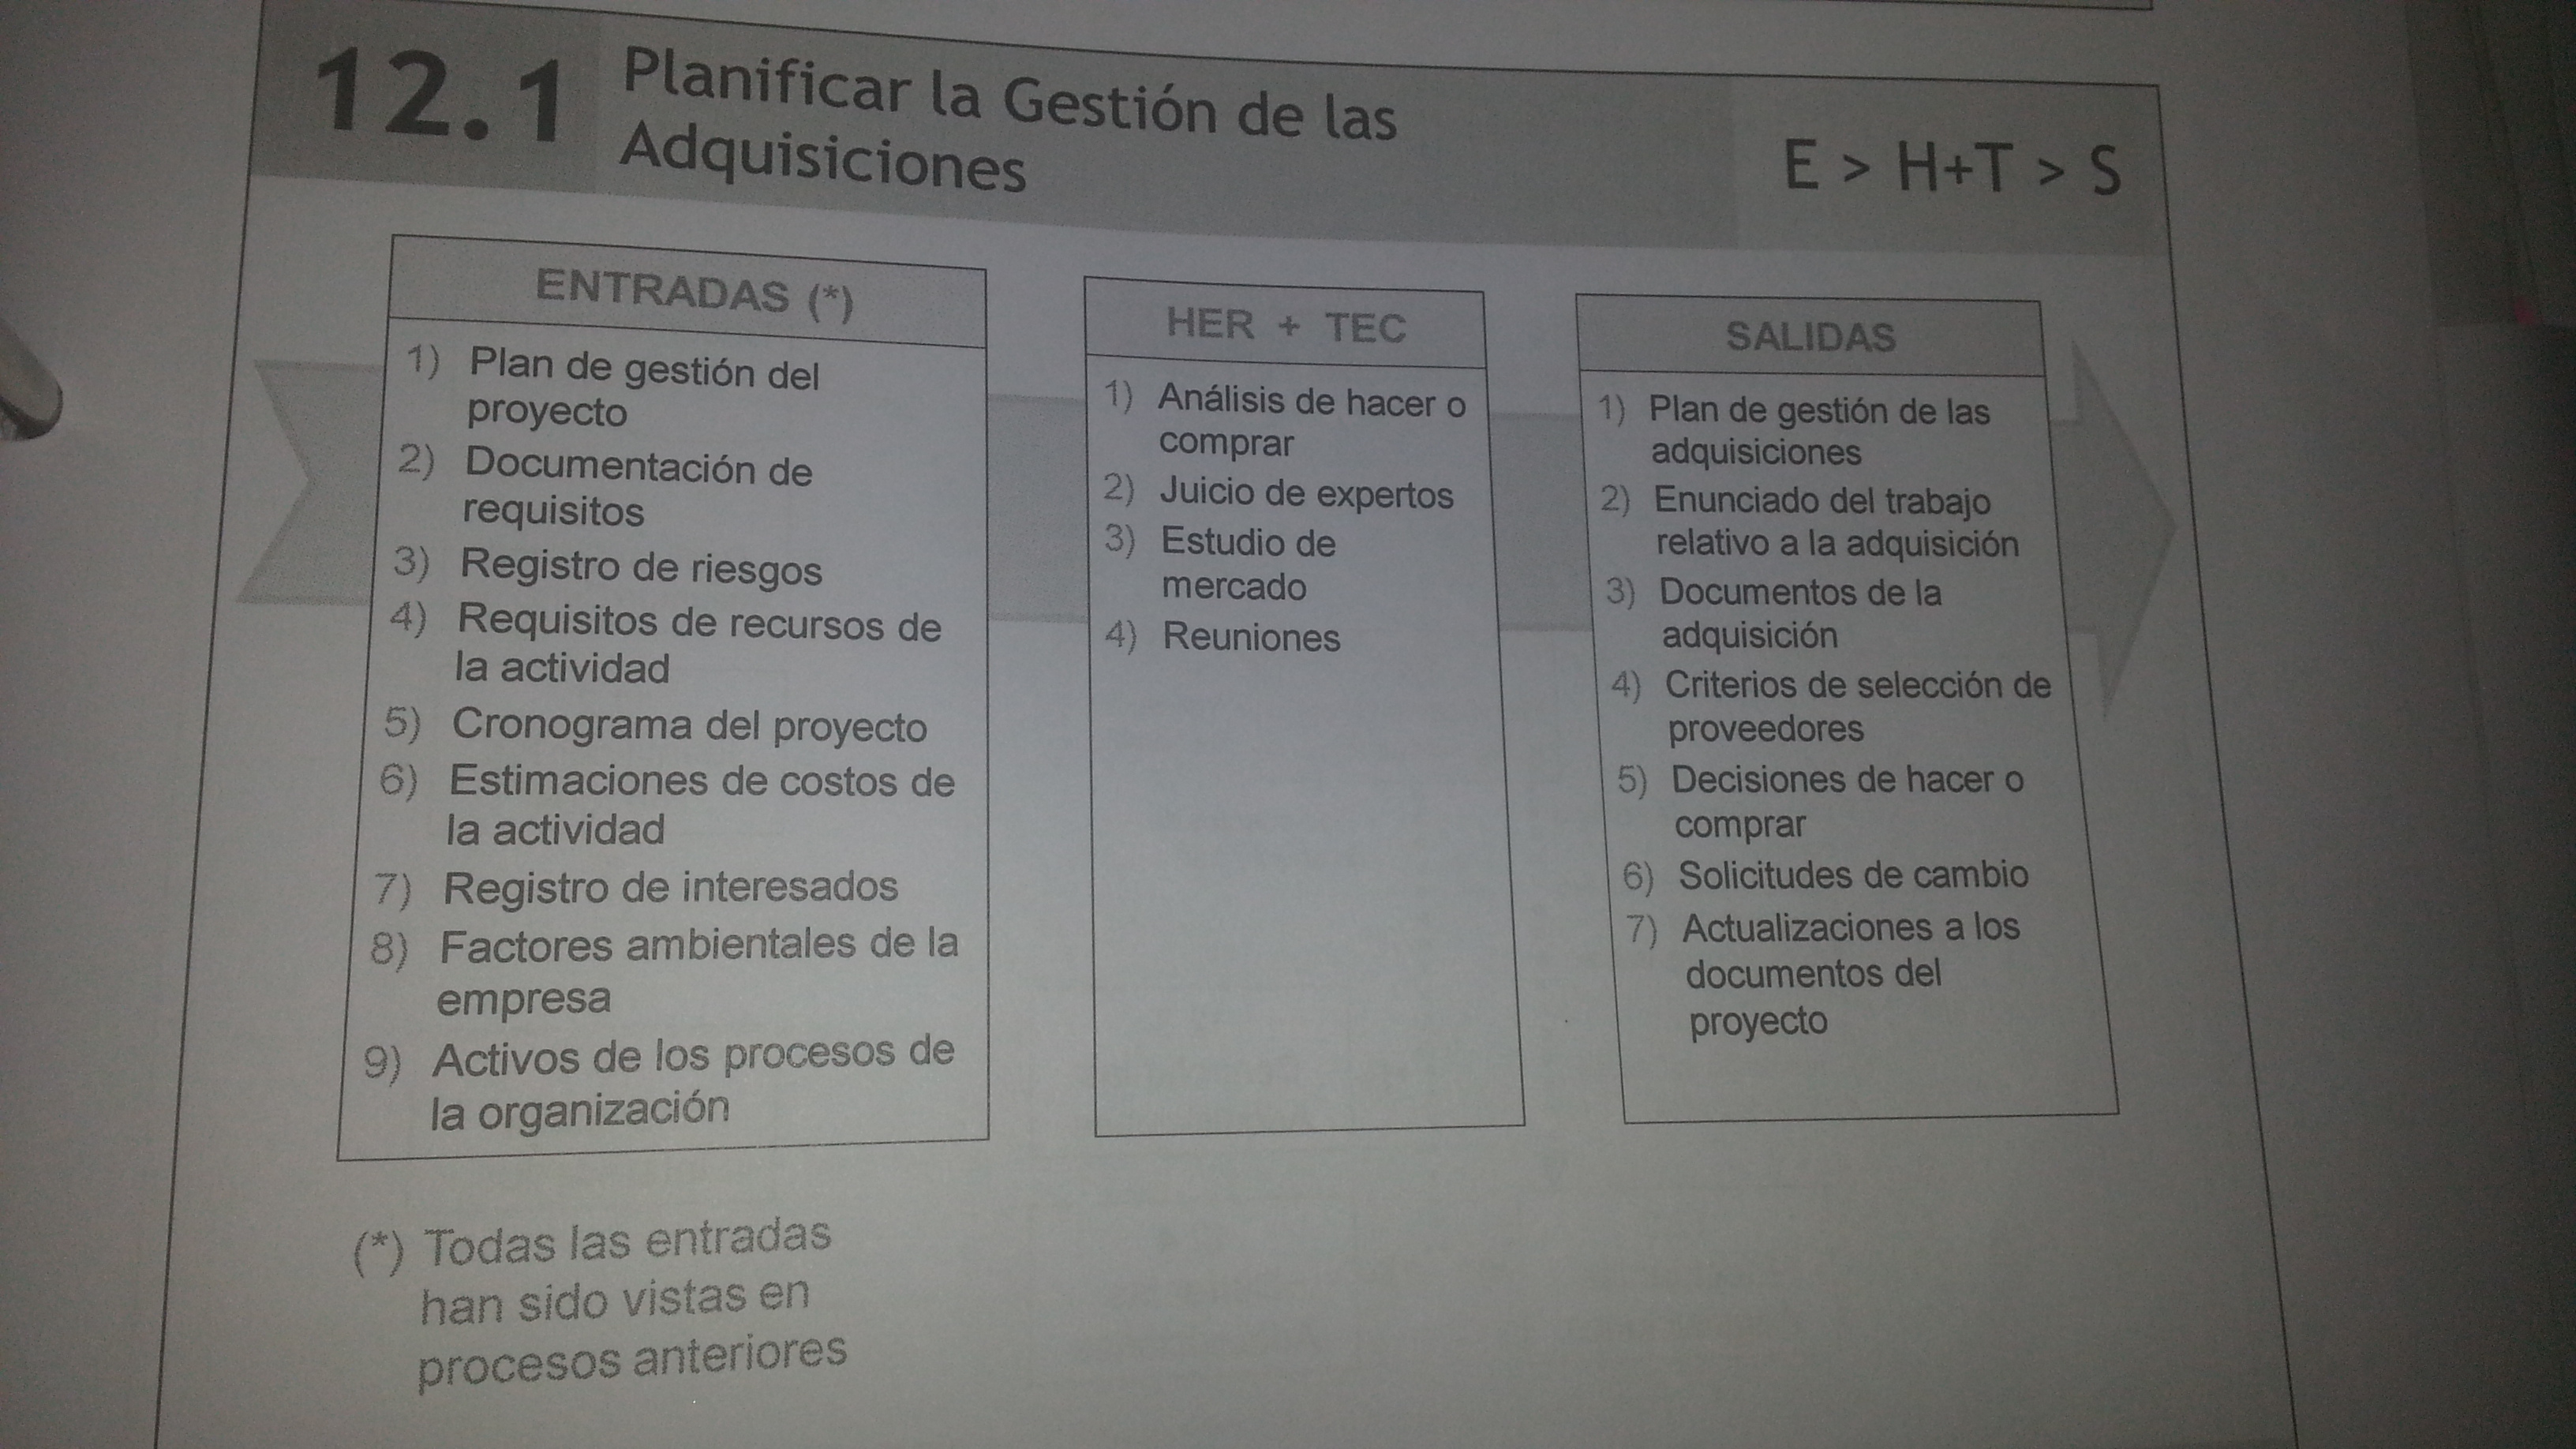 12.1
Planificar la Gestión de las
Adquisiciones
E > H+T > S
ENTRADAS (*)
1) Plan de gestión del
proyecto
2) Documentación de
requisitos
3) Registro de riesgos
4) Requisitos de recursos de
la actividad
5) Cronograma del proyecto
6) Estimaciones de costos de
la actividad
7) Registro de interesados
8) Factores ambientales de la
empresa
9) Activos de los procesos de
la organización
HER + TEC
1) Análisis de hacer o
comprar
2) Juicio de expertos
3) Estudio de
mercado
4) Reuniones
SALIDAS
1) Plan de gestión de las
adquisiciones
2) Enunciado del trabajo
relativo a la adquisición
3) Documentos de la
adquisición
4) Criterios de selección de
proveedores
5) Decisiones de hacer o
comprar
6) Solicitudes de cambio
7) Actualizaciones a los
documentos del
proyecto
(*) Todas las entradas
han sido vistas en
procesos anteriores